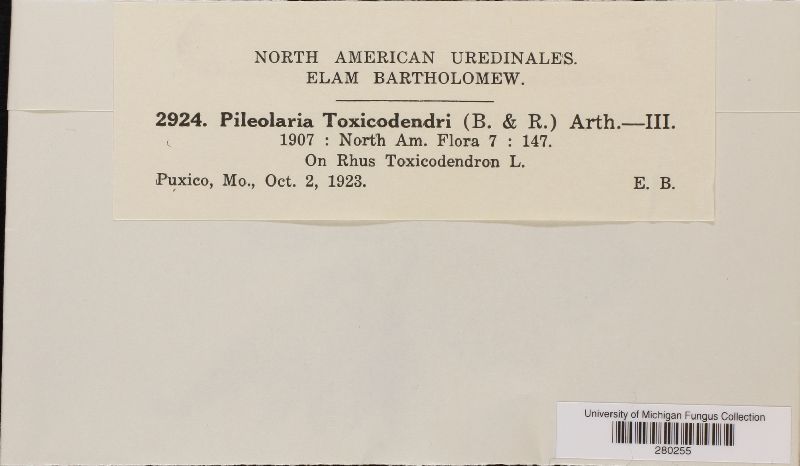 NORTH AMERICAN UREDINALES.
ELAM BARTHOLOMEW.
2924. Pileolaria Toxicodendri (B. & R.) Arth.—III.
1907 : North Am. Flora 7 : 147.
On Rhus Toxicodendron L.
Puxico, Mo., Oct. 2, 1923. E. B.
University of Michigan Fungus Collection
280255